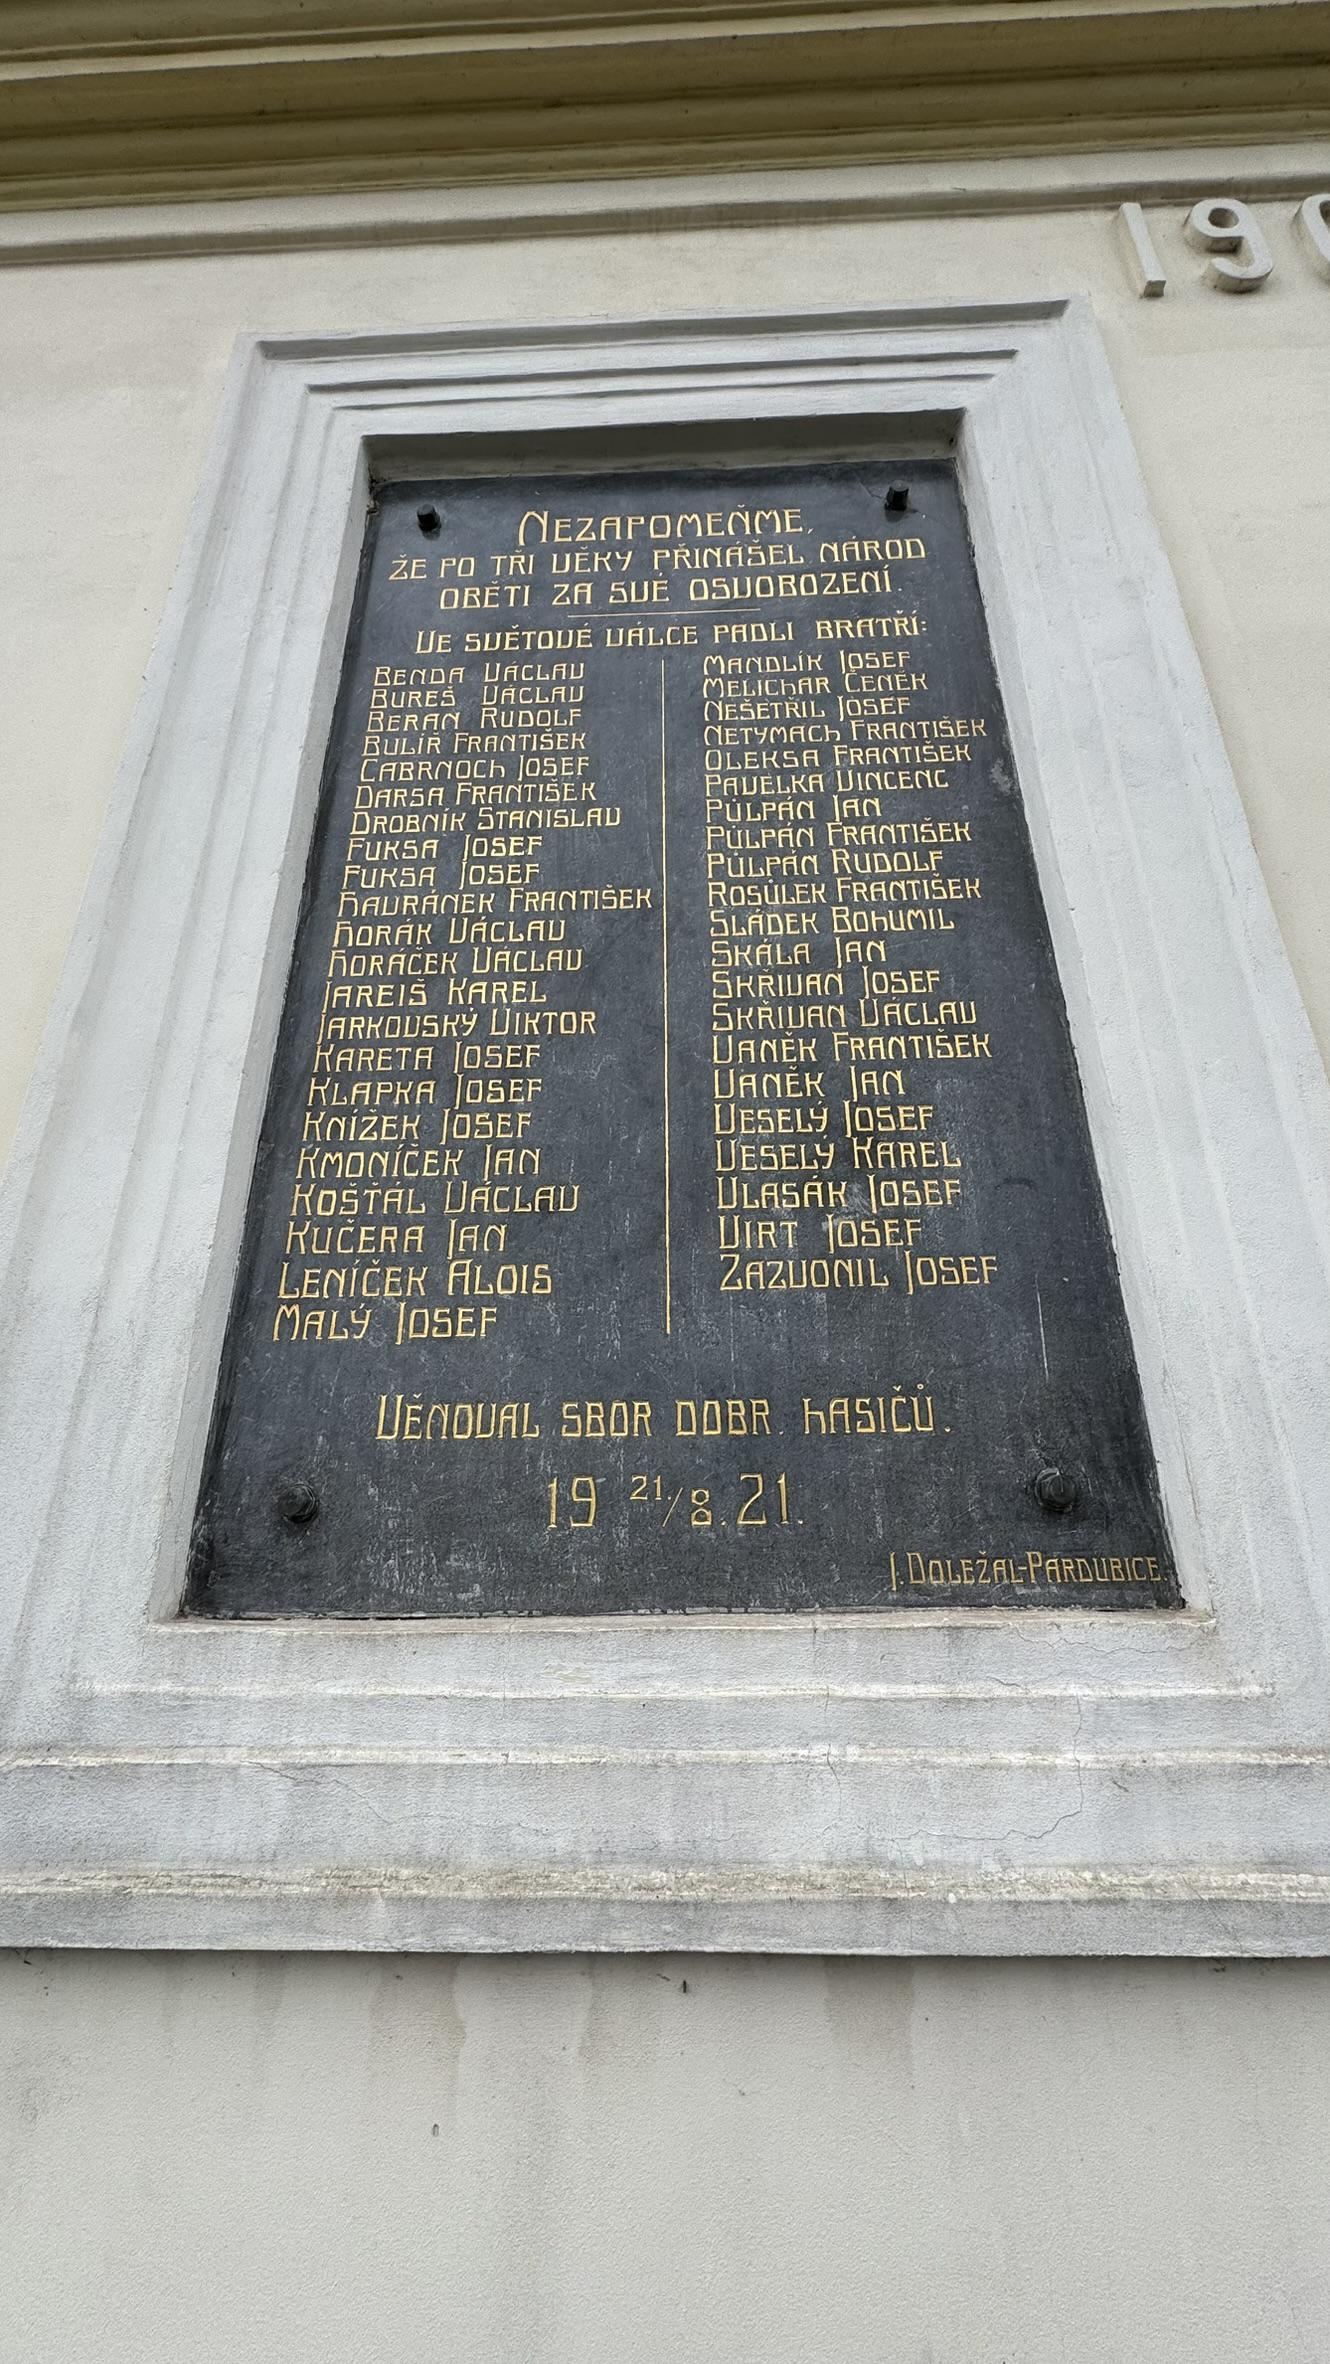 190
NEZAPOMEŇME,
ŽE PO TŘI VĚKY PŘINÁŠEL NÁROD
OBĚTI ZA SVÉ OSVOBOZENÍ.
VE SVĚTOVÉ VÁLCE PADLI BRATŘÍ:
BENDA VÁCLAV
BUREŠ VÁCLAV
BERAN RUDOLF
BULÍŘ FRANTIŠEK
CABRNOCH JOSEF
DARSA FRANTIŠEK
DROBNÍK STANISLAV
FUKSA JOSEF
FUKSA JOSEF
HAVRÁNEK FRANTIŠEK
HORÁK VÁCLAV
HORÁČEK VÁCLAV
JAREIŠ KAREL
JARKOVSKÝ VIKTOR
KARETA JOSEF
KLAPKA JOSEF
KNÍŽEK JOSEF
KMONÍČEK JAN
KOŠŤÁL VÁCLAV
KUČERA JAN
LENÍČEK ALOIS
MALÝ JOSEF
MANDLÍK JOSEF
MELICHAR ČENĚK
NEŠETŘIL JOSEF
NETYMACH FRANTIŠEK
OLEKSA FRANTIŠEK
PAVELKA VINCENC
PŮLPÁN JAN
PŮLPÁN FRANTIŠEK
PŮLPÁN RUDOLF
ROSŮLEK FRANTIŠEK
SLÁDEK BOHUMIL
SKÁLA JAN
SKŘIVAN JOSEF
SKŘIVAN VÁCLAV
VANĚK FRANTIŠEK
VANĚK JAN
VESELÝ JOSEF
VESELÝ KAREL
VLASÁK JOSEF
VIRT JOSEF
ZAZVONIL JOSEF
VĚNOVAL SBOR DOBR. HASIČŮ.
19 21./8. 21.
J. DOLEŽAL-PARDUBICE.